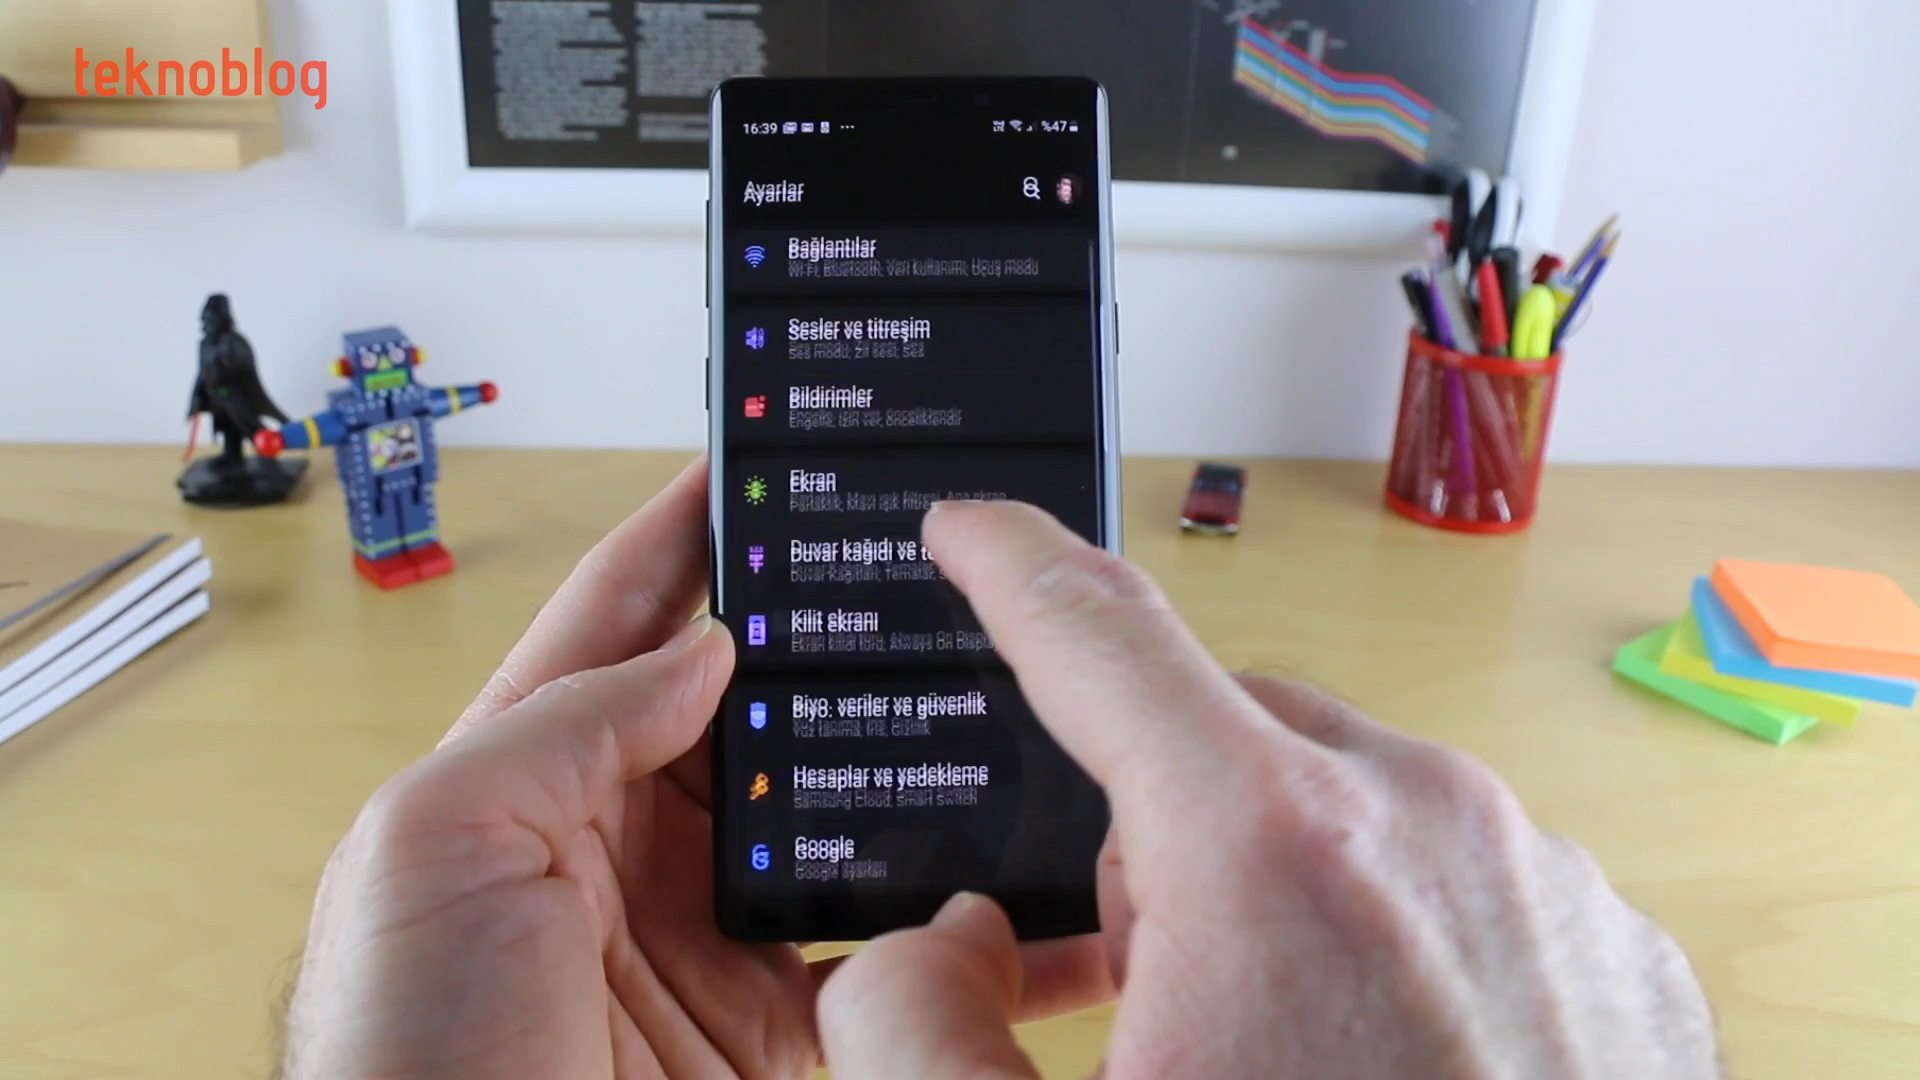 teknoblog
16:39
%47
Ayarlar
Bağlantılar
Wi-Fi, Bluetooth, Veri kullanımı, Uçuş modu
Sesler ve titreşim
Ses modu, Zil sesi, Ses
Bildirimler
Engelle, izin ver, önceliklendir
Ekran
Parlaklık, Mavi ışık filtresi, Ana ekran
Duvar kağıdı ve
Duvar Kağıtları, Temalar,
Kilit ekranı
Ekran kilidi türü, Always On Display
Biyo. veriler ve güvenlik
Yüz tanıma, İris, Gizlilik
Hesaplar ve yedekleme
Samsung Cloud, Smart Switch
Google
Google ayarları